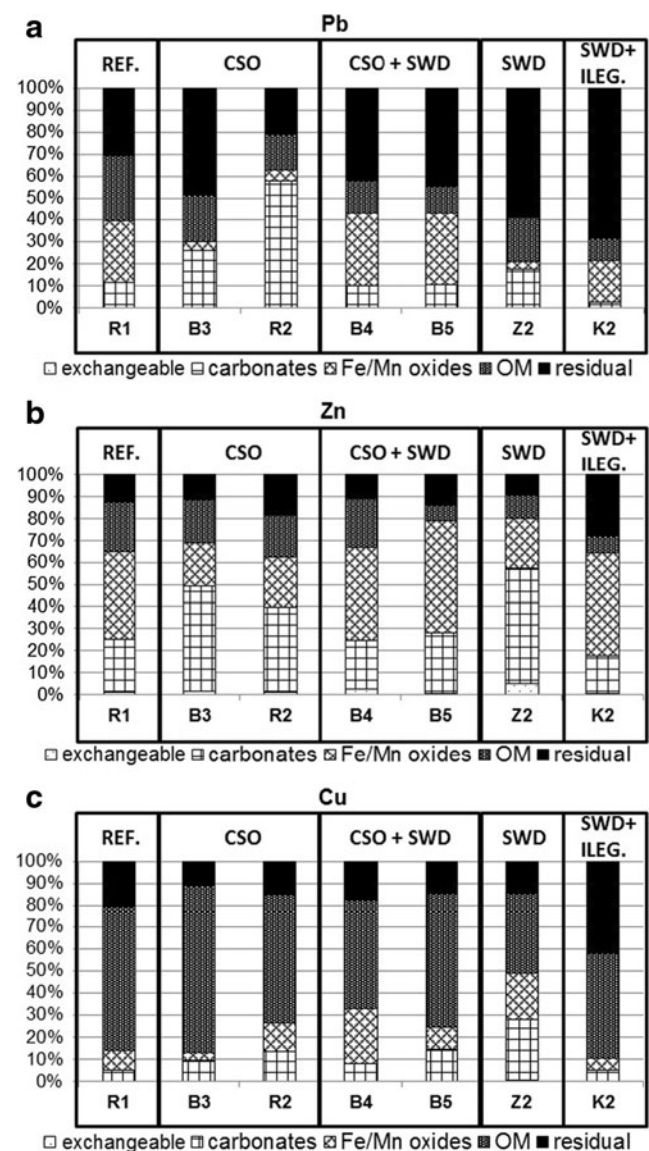 a
Pb
REF. CSO CSO + SWD SWD SWD+
ILEG.
100%
90%
80%
70%
60%
50%
40%
30%
20%
10%
0%
R1 B3 R2 B4 B5 Z2 K2
exchangeable carbonates Fe/Mn oxides OM residual
b
Zn
REF. CSO CSO + SWD SWD SWD+
ILEG.
100%
90%
80%
70%
60%
50%
40%
30%
20%
10%
0%
R1 B3 R2 B4 B5 Z2 K2
exchangeable carbonates Fe/Mn oxides OM residual
c
Cu
REF. CSO CSO + SWD SWD SWD+
ILEG.
100%
90%
80%
70%
60%
50%
40%
30%
20%
10%
0%
R1 B3 R2 B4 B5 Z2 K2
exchangeable carbonates Fe/Mn oxides OM residual